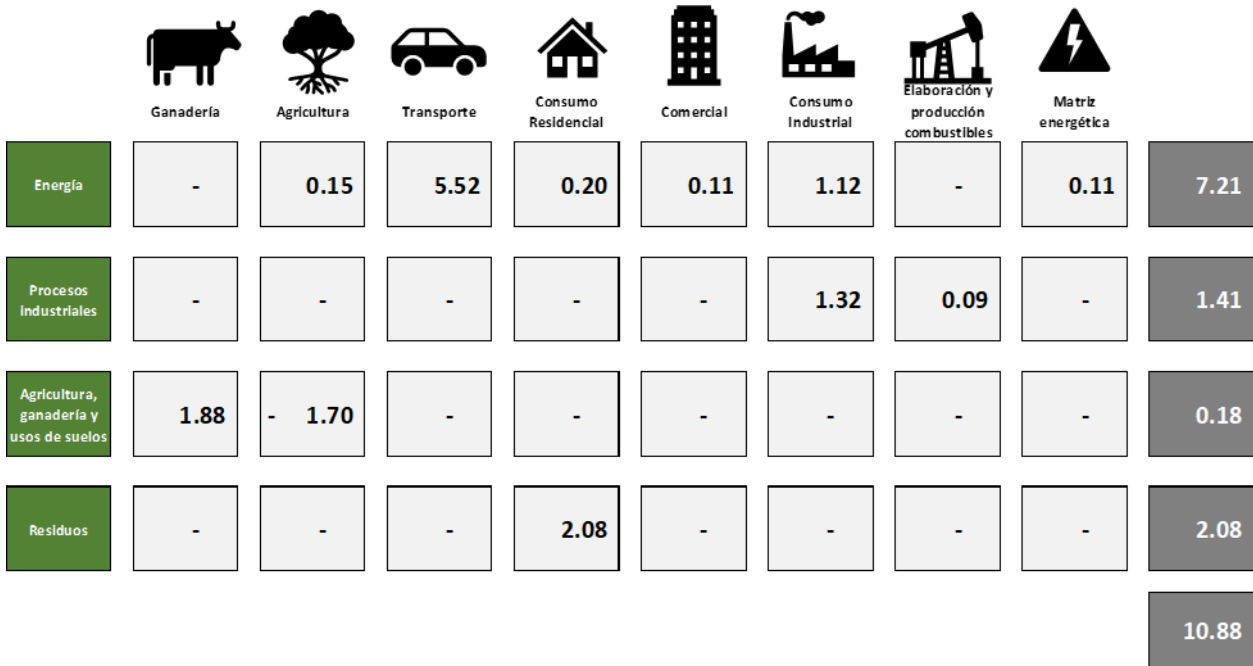 Ganadería
Agricultura
Transporte
Consumo
Residencial
Comercial
Consumo
Industrial
Elaboración y
producción
combustibles
Matriz
energética
Energía
-
0.15
5.52
0.20
0.11
1.12
-
0.11
7.21
Procesos
industriales
-
-
-
-
-
1.32
0.09
-
1.41
Agricultura,
ganadería y
usos de suelos
1.88
- 1.70
-
-
-
-
-
-
0.18
Residuos
-
-
-
2.08
-
-
-
-
2.08
10.88